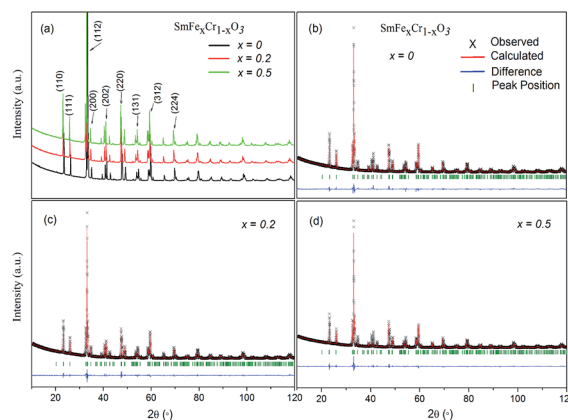 (a)
SmFeₓCr₁₋ₓO₃
x = 0
x = 0.2
x = 0.5
(112)
(110)
(111)
(200)
(202)
(220)
(131)
(312)
(224)
Intensity (a.u.)
(b)
SmFeₓCr₁₋ₓO₃
x = 0
Observed
Calculated
Difference
Peak Position
(c)
x = 0.2
Intensity (a.u.)
20 40 60 80 100 120
2θ (°)
(d)
x = 0.5
20 40 60 80 100 120
2θ (°)